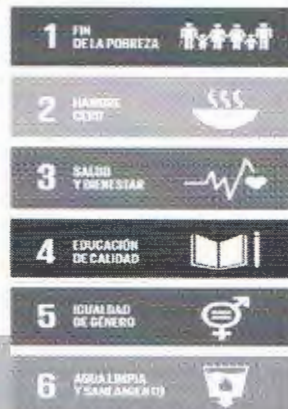 1 FIN
DE LA POBREZA
2 HAMBRE
CERO
3 SALUD
Y BIENESTAR
4 EDUCACIÓN
DE CALIDAD
5 IGUALDAD
DE GÉNERO
6 AGUA LIMPIA
Y SANEAMIENTO